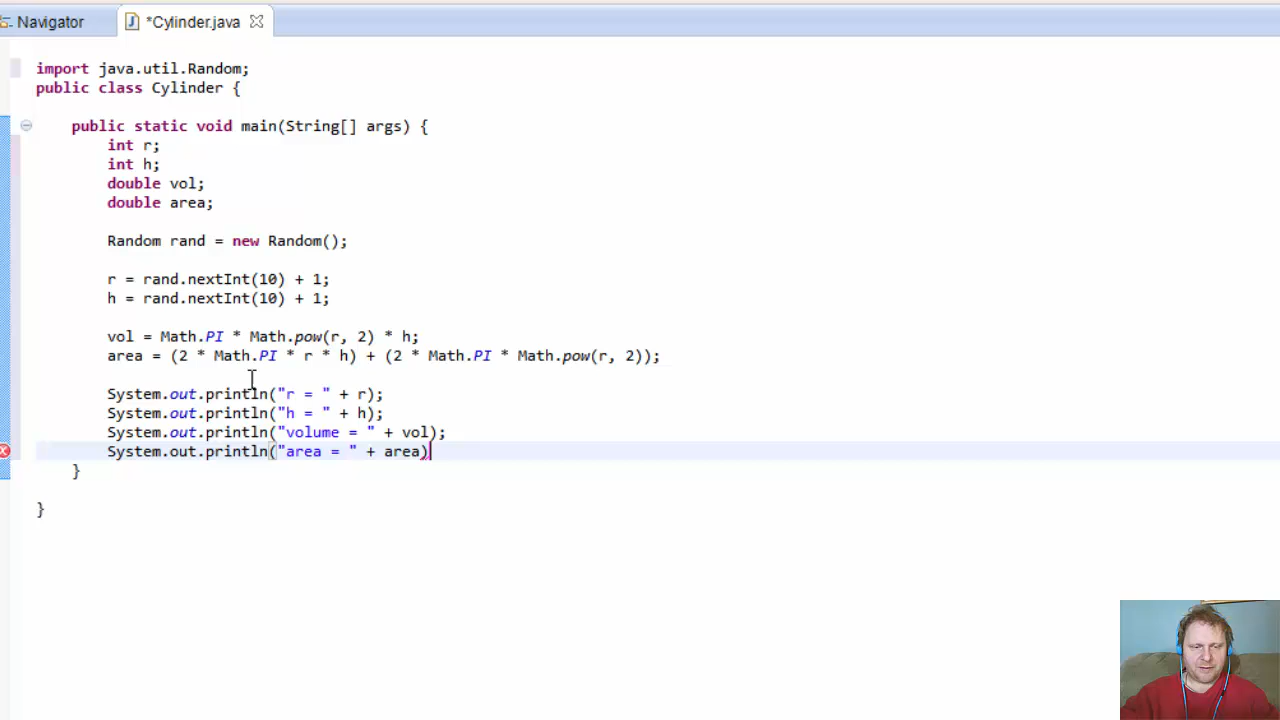 Navigator
*Cylinder.java
import java.util.Random;
public class Cylinder {
public static void main(String[] args) {
int r;
int h;
double vol;
double area;
Random rand = new Random();
r = rand.nextInt(10) + 1;
h = rand.nextInt(10) + 1;
vol = Math.PI * Math.pow(r, 2) * h;
area = (2 * Math.PI * r * h) + (2 * Math.PI * Math.pow(r, 2));
System.out.println("r = " + r);
System.out.println("h = " + h);
System.out.println("volume = " + vol);
System.out.println("area = " + area)
}
}